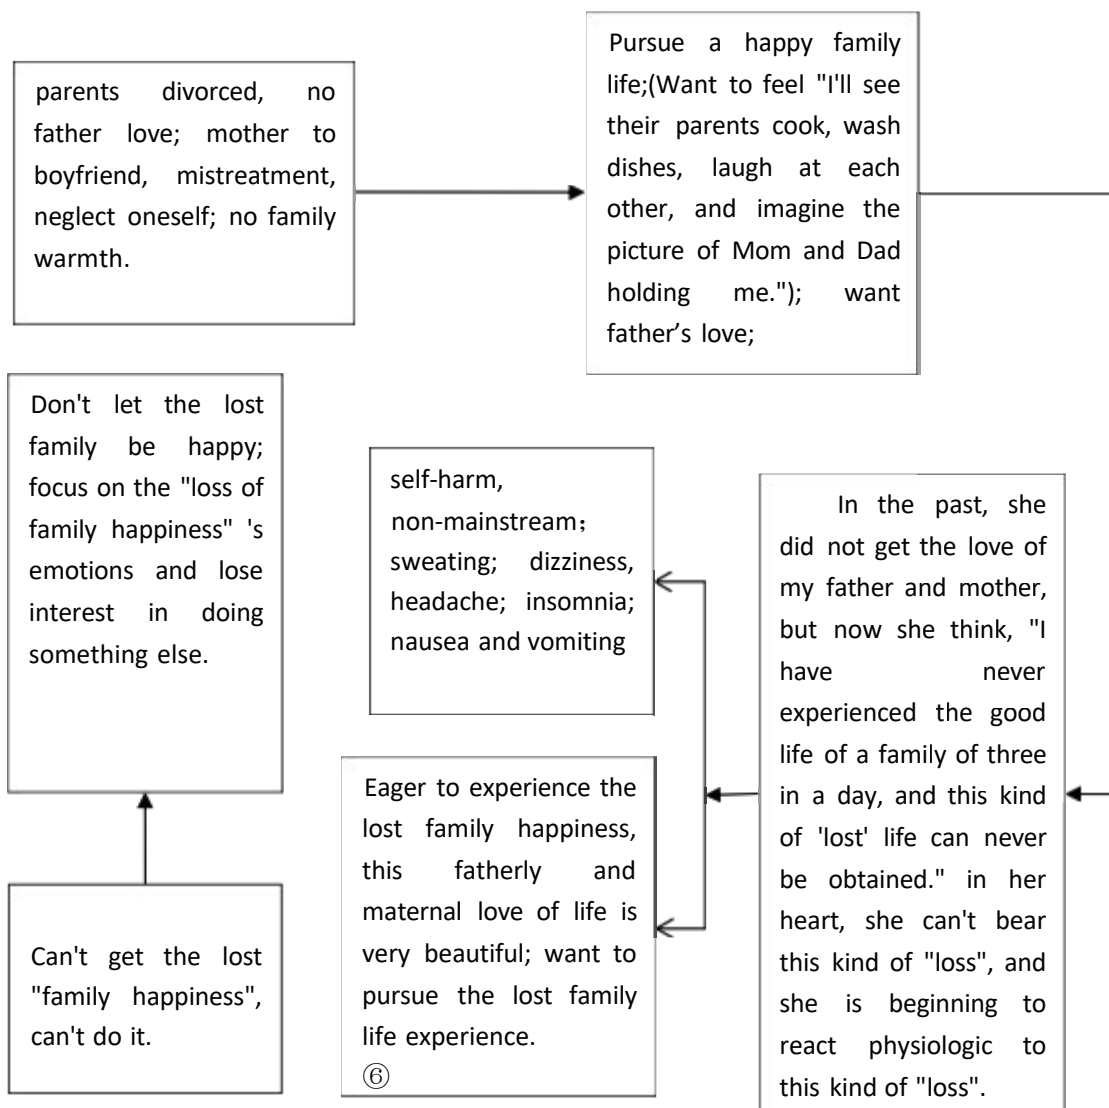 parents divorced, no
father love; mother to
boyfriend, mistreatment,
neglect oneself; no family
warmth.
Pursue a happy family
life;(Want to feel "I'll see
their parents cook, wash
dishes, laugh at each
other, and imagine the
picture of Mom and Dad
holding me."); want
father's love;
Don't let the lost
family be happy;
focus on the "loss of
family happiness" 's
emotions and lose
interest in doing
something else.
self-harm,
non-mainstream；
sweating; dizziness,
headache; insomnia;
nausea and vomiting
In the past, she
did not get the love of
my father and mother,
but now she think, "I
have never
experienced the good
life of a family of three
in a day, and this kind
of 'lost' life can never
be obtained." in her
heart, she can't bear
this kind of "loss", and
she is beginning to
react physiologic to
this kind of "loss".
Eager to experience the
lost family happiness,
this fatherly and
maternal love of life is
very beautiful; want to
pursue the lost family
life experience.
⑥
Can't get the lost
"family happiness",
can't do it.